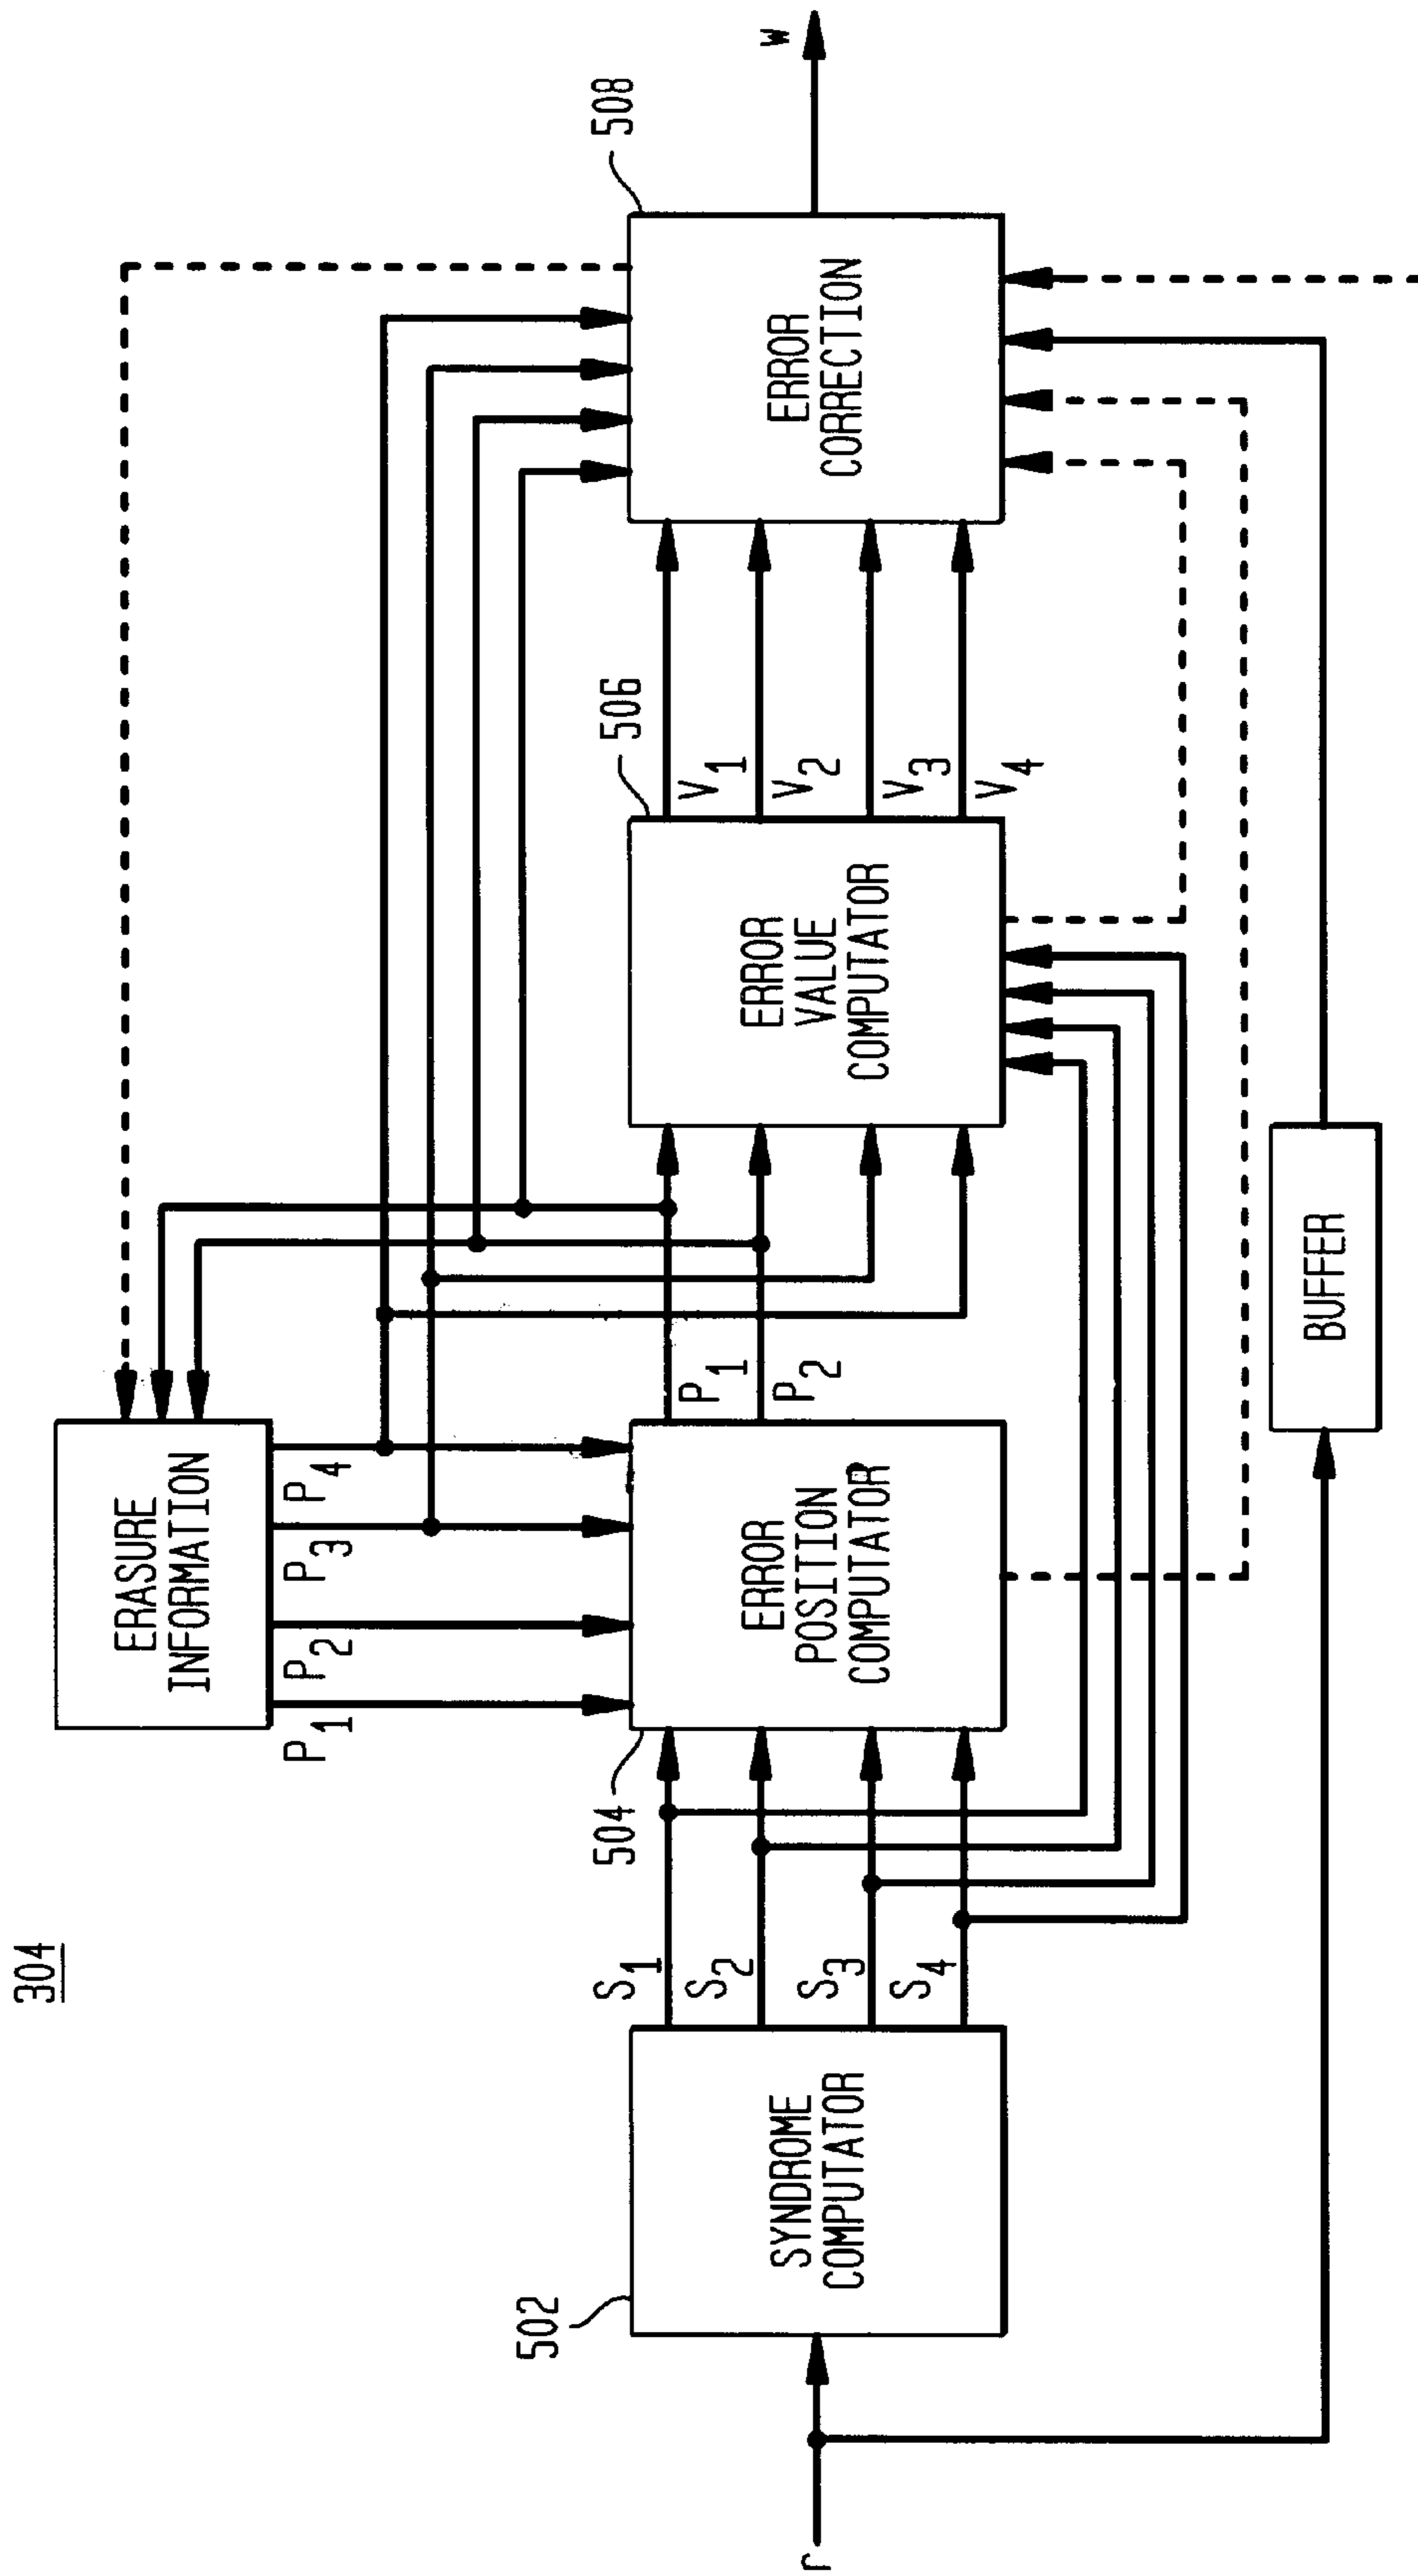 304
ERASURE
INFORMATION
P1
P2
P3
P4
r
502
SYNDROME
COMPUTATOR
S1
S2
S3
S4
504
ERROR
POSITION
COMPUTATOR
P1
P2
506
ERROR
VALUE
COMPUTATOR
V1
V2
V3
V4
508
ERROR
CORRECTION
w
BUFFER